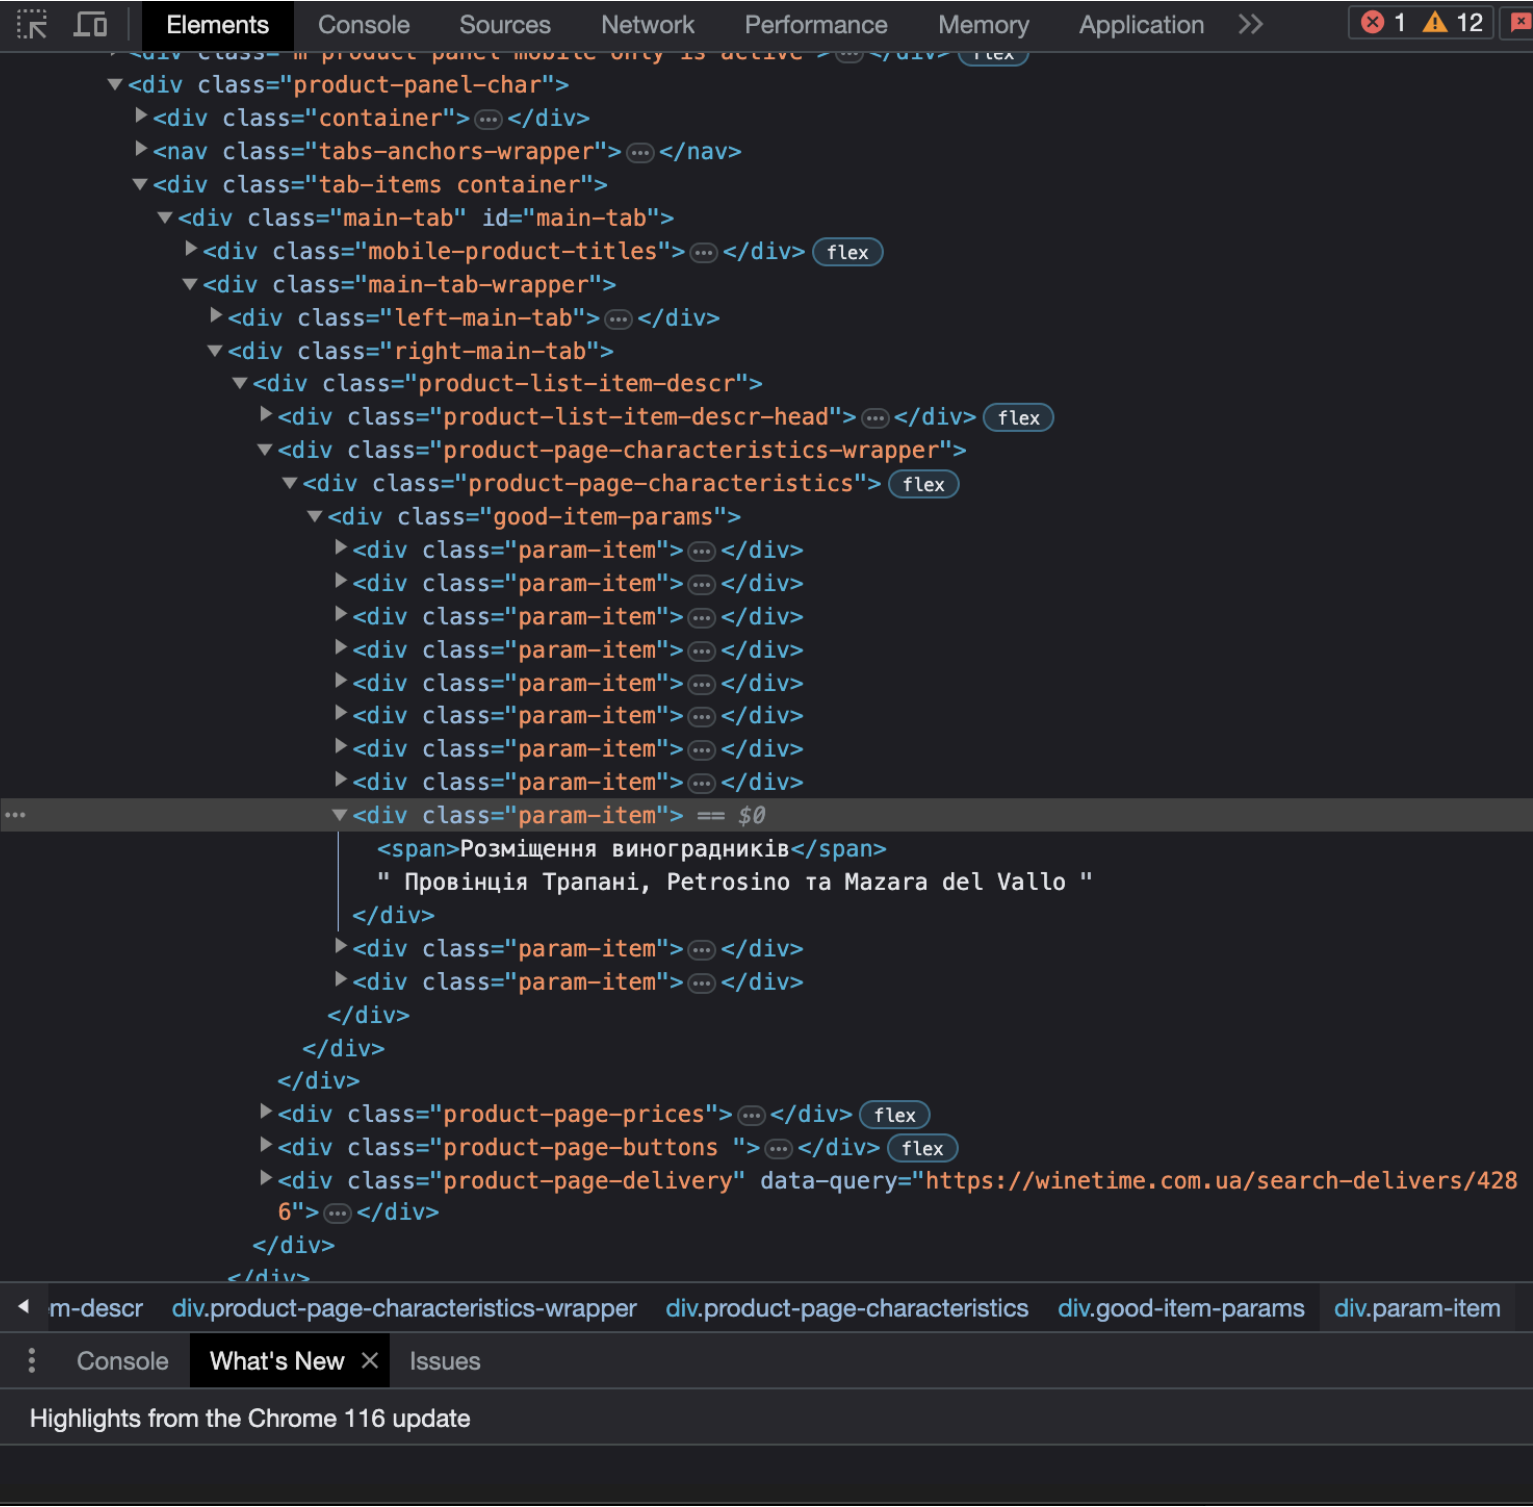 Elements Console Sources Network Performance Memory Application 1 12
<div class="m-product-panel mobile-only is-active"></div> flex
<div class="product-panel-char">
<div class="container">…</div>
<nav class="tabs-anchors-wrapper">…</nav>
<div class="tab-items container">
<div class="main-tab" id="main-tab">
<div class="mobile-product-titles">…</div> flex
<div class="main-tab-wrapper">
<div class="left-main-tab">…</div>
<div class="right-main-tab">
<div class="product-list-item-descr">
<div class="product-list-item-descr-head">…</div> flex
<div class="product-page-characteristics-wrapper">
<div class="product-page-characteristics"> flex
<div class="good-item-params">
<div class="param-item">…</div>
<div class="param-item">…</div>
<div class="param-item">…</div>
<div class="param-item">…</div>
<div class="param-item">…</div>
<div class="param-item">…</div>
<div class="param-item">…</div>
<div class="param-item">…</div>
… <div class="param-item"> == $0
<span>Розміщення виноградників</span>
" Провінція Трапані, Petrosino та Mazara del Vallo "
</div>
<div class="param-item">…</div>
<div class="param-item">…</div>
</div>
</div>
</div>
<div class="product-page-prices">…</div> flex
<div class="product-page-buttons ">…</div> flex
<div class="product-page-delivery" data-query="https://winetime.com.ua/search-delivers/428
6">…</div>
</div>
</div>
m-descr div.product-page-characteristics-wrapper div.product-page-characteristics div.good-item-params div.param-item
Console What's New Issues
Highlights from the Chrome 116 update